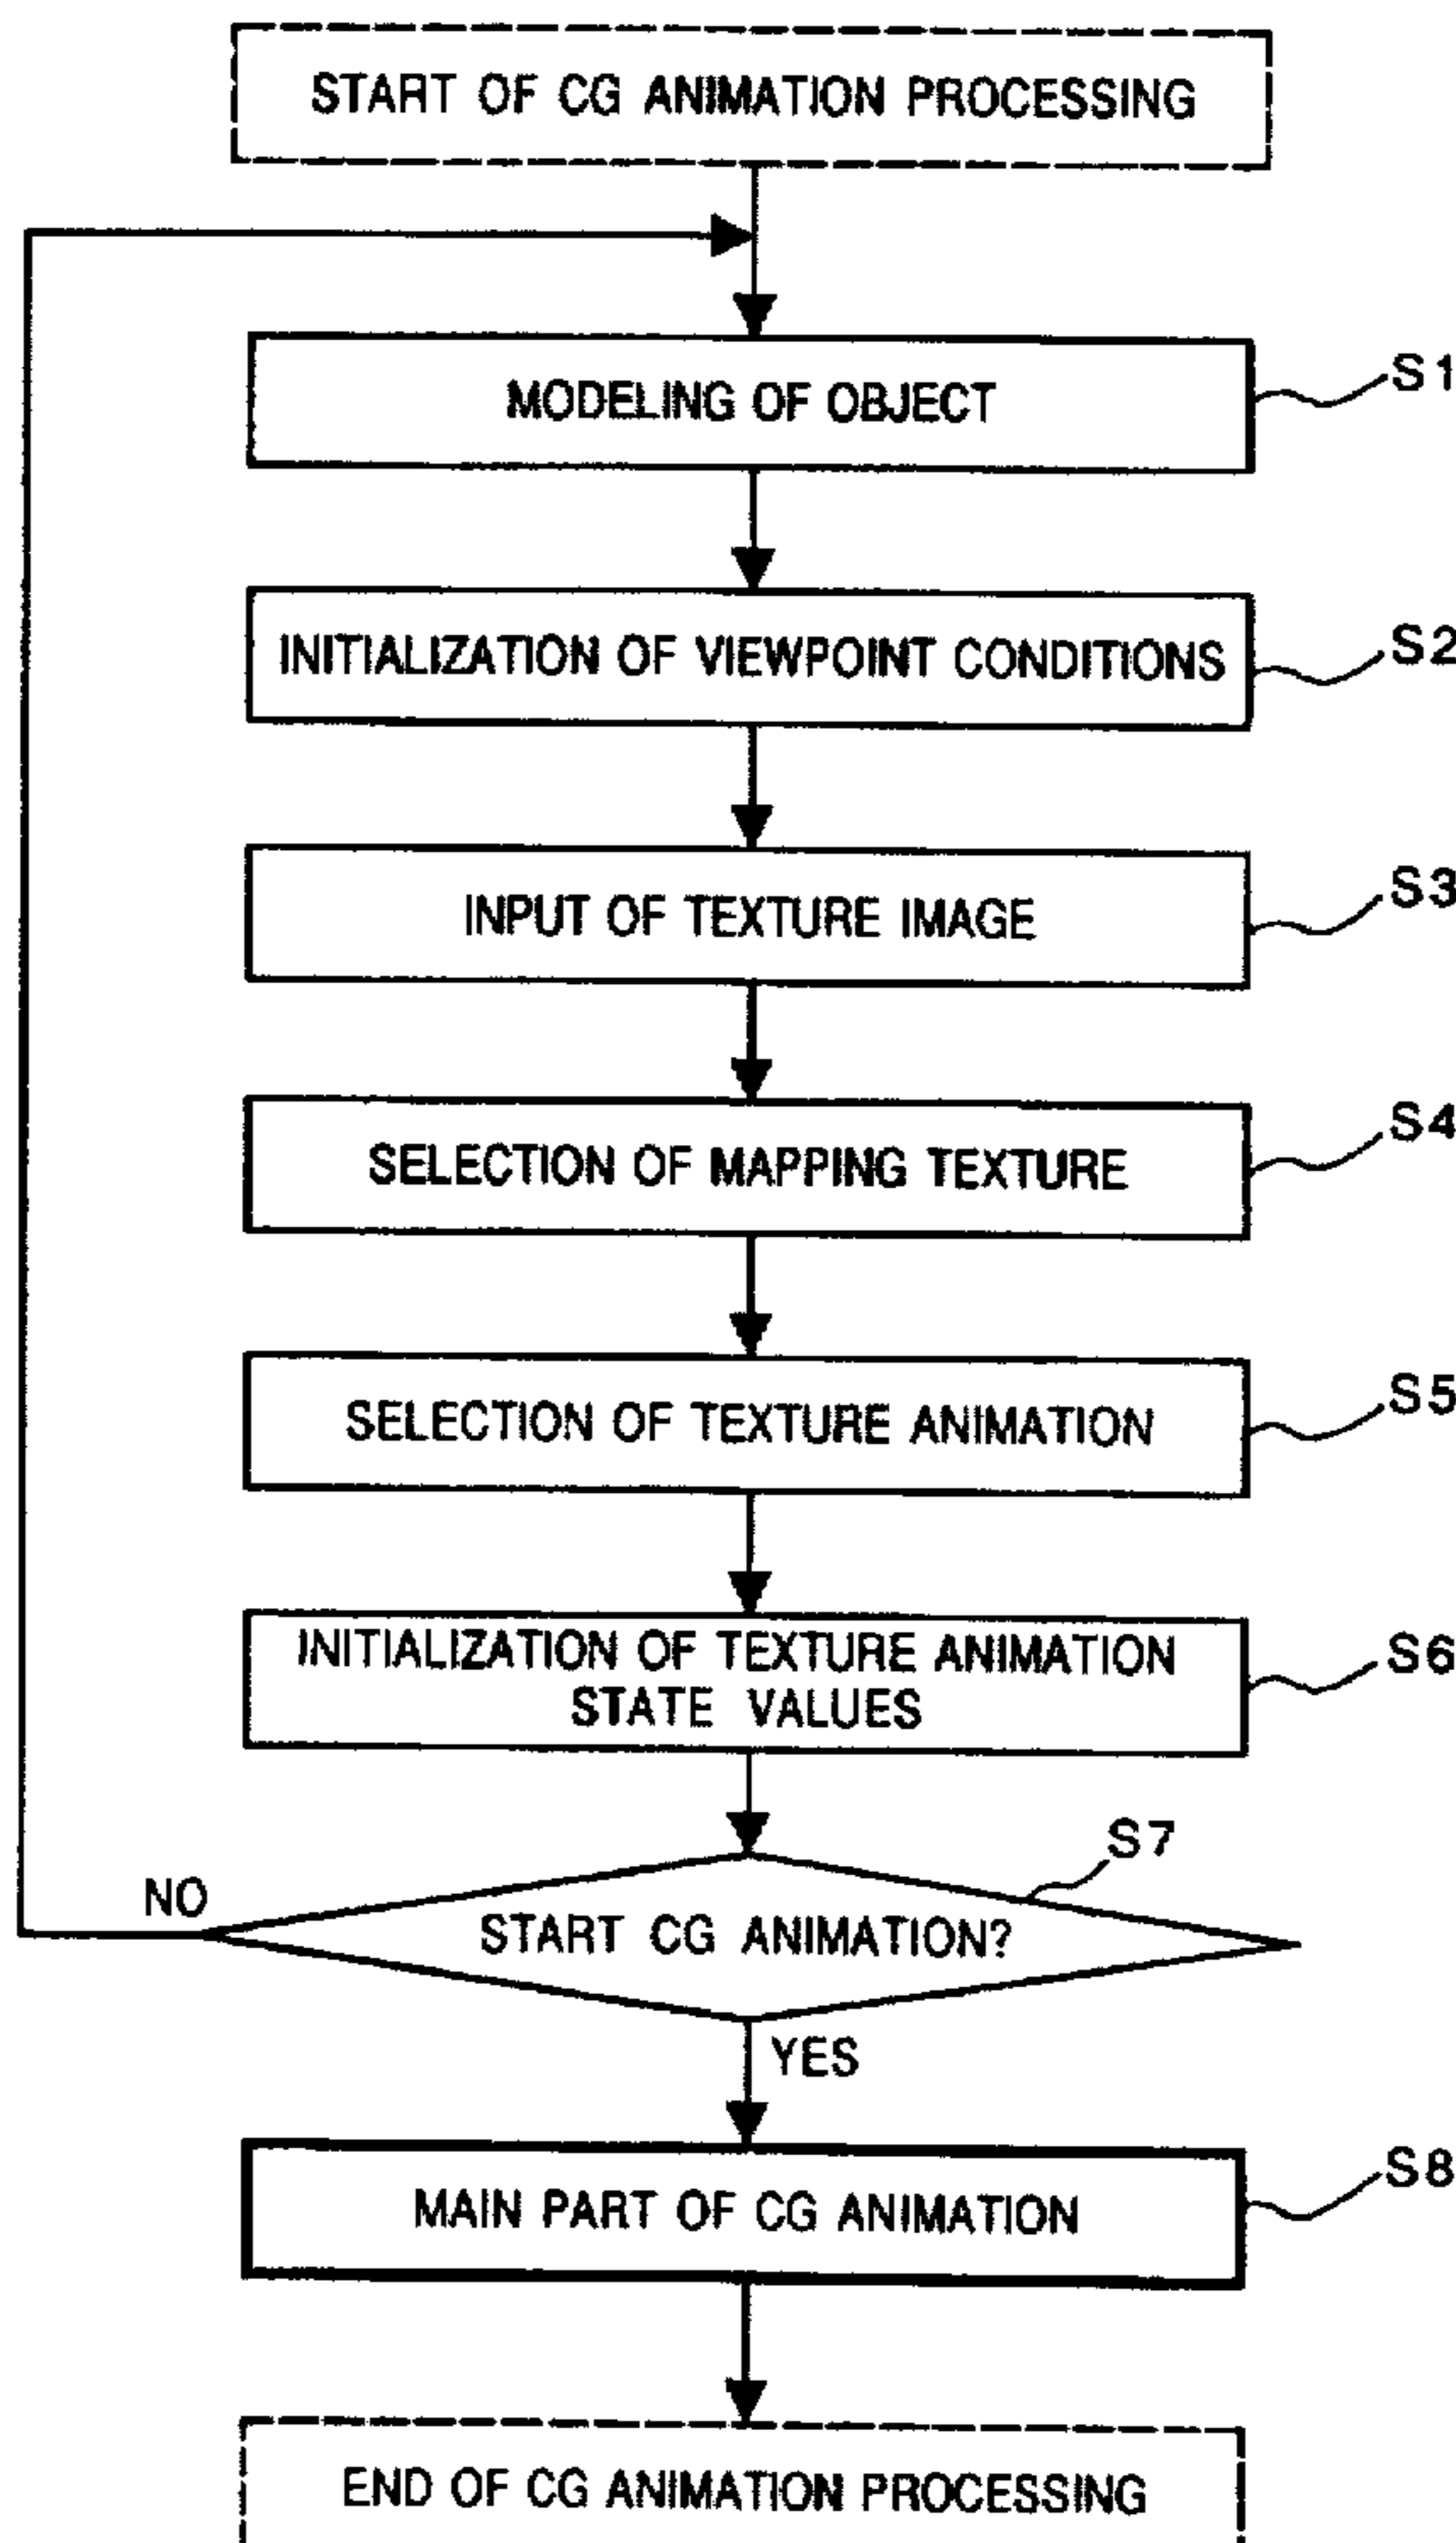 START OF CG ANIMATION PROCESSING
MODELING OF OBJECT
S1
INITIALIZATION OF VIEWPOINT CONDITIONS
S2
INPUT OF TEXTURE IMAGE
S3
SELECTION OF MAPPING TEXTURE
S4
SELECTION OF TEXTURE ANIMATION
S5
INITIALIZATION OF TEXTURE ANIMATION
STATE VALUES
S6
S7
NO
START CG ANIMATION?
YES
MAIN PART OF CG ANIMATION
S8
END OF CG ANIMATION PROCESSING